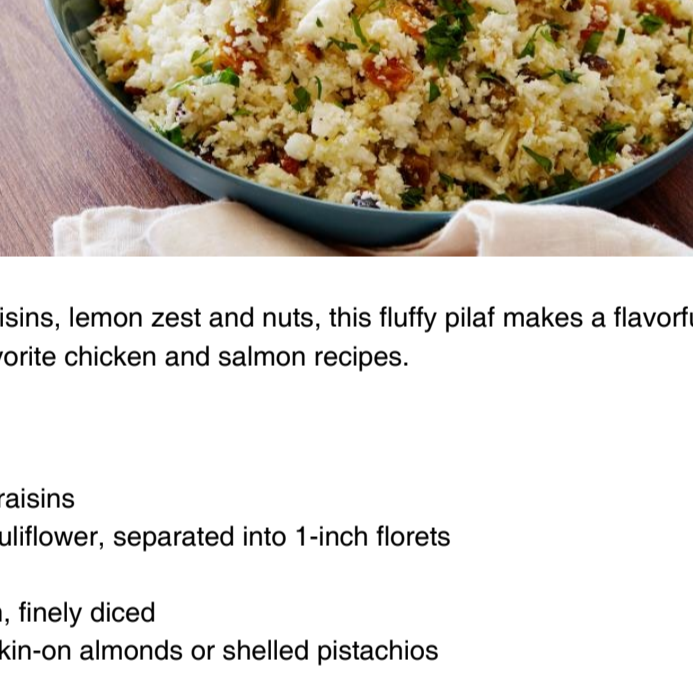 isins, lemon zest and nuts, this fluffy pilaf makes a flavorfu
vorite chicken and salmon recipes.
raisins
uliflower, separated into 1-inch florets
, finely diced
kin-on almonds or shelled pistachios